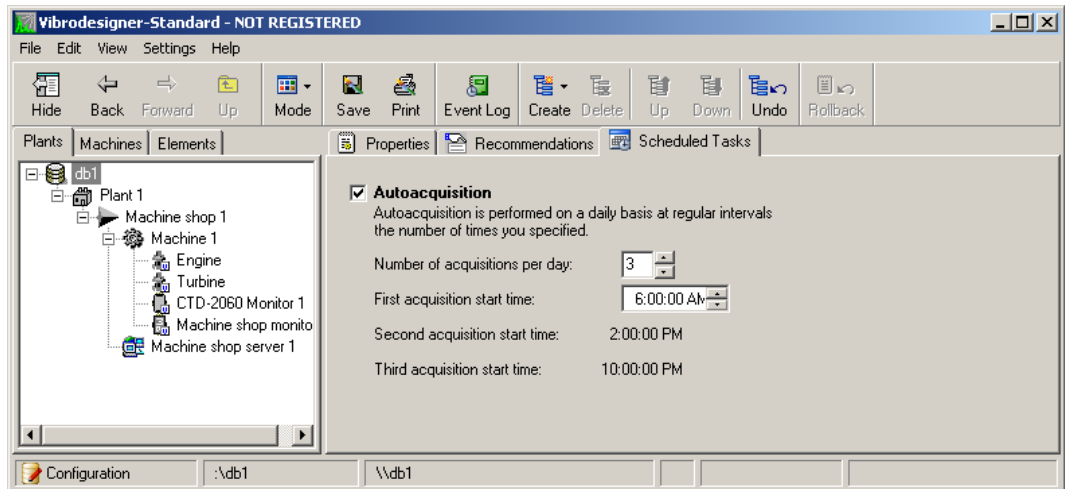 Vibrodesigner-Standard - NOT REGISTERED
File Edit View Settings Help
Hide Back Forward Up Mode Save Print Event Log Create Delete Up Down Undo Rollback
Plants Machines Elements
Properties Recommendations Scheduled Tasks
db1
Plant 1
Machine shop 1
Machine 1
Engine
Turbine
CTD-2060 Monitor 1
Machine shop monito
Machine shop server 1
Autoacquisition
Autoacquisition is performed on a daily basis at regular intervals
the number of times you specified.
Number of acquisitions per day: 3
First acquisition start time: 6:00:00 AM
Second acquisition start time: 2:00:00 PM
Third acquisition start time: 10:00:00 PM
Configuration :\db1 \\db1